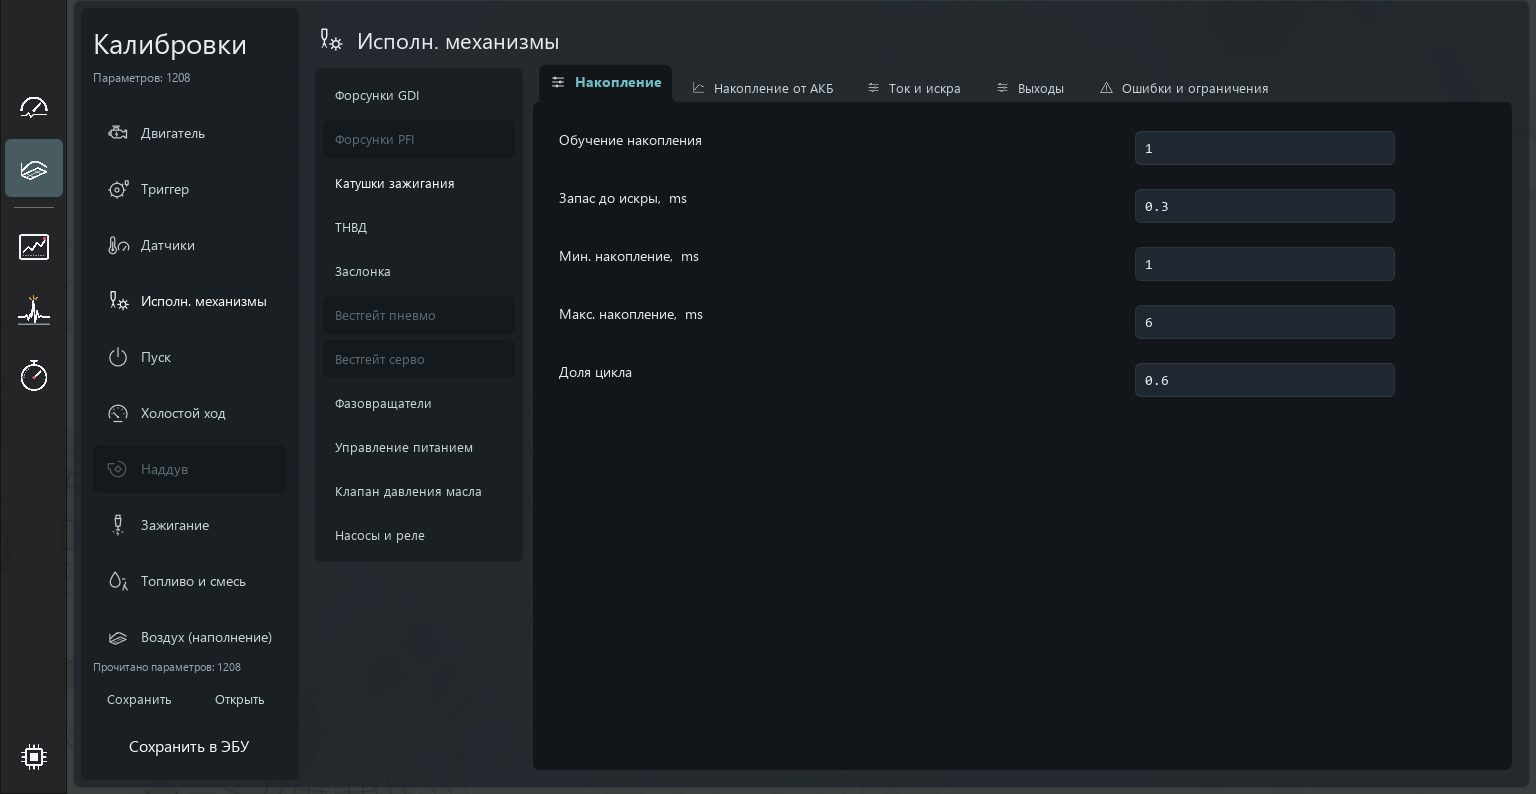 Калибровки
Параметров: 1208
Двигатель
Триггер
Датчики
Исполн. механизмы
Пуск
Холостой ход
Наддув
Зажигание
Топливо и смесь
Воздух (наполнение)
Прочитано параметров: 1208
Сохранить Открыть
Сохранить в ЭБУ
Исполн. механизмы
Форсунки GDI
Форсунки PFI
Катушки зажигания
ТНВД
Заслонка
Вестгейт пневмо
Вестгейт серво
Фазовращатели
Управление питанием
Клапан давления масла
Насосы и реле
Накопление Накопление от АКБ Ток и искра Выходы Ошибки и ограничения
Обучение накопления 1
Запас до искры, ms 0.3
Мин. накопление, ms 1
Макс. накопление, ms 6
Доля цикла 0.6